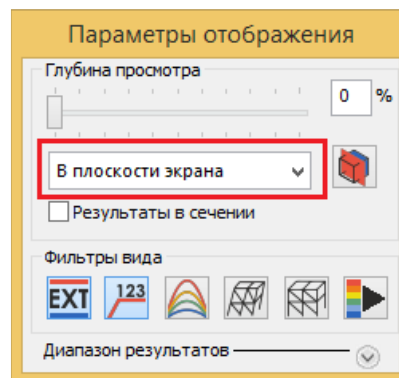 Параметры отображения
Глубина просмотра
0 %
В плоскости экрана
Результаты в сечении
Фильтры вида
EXT 123
Диапазон результатов